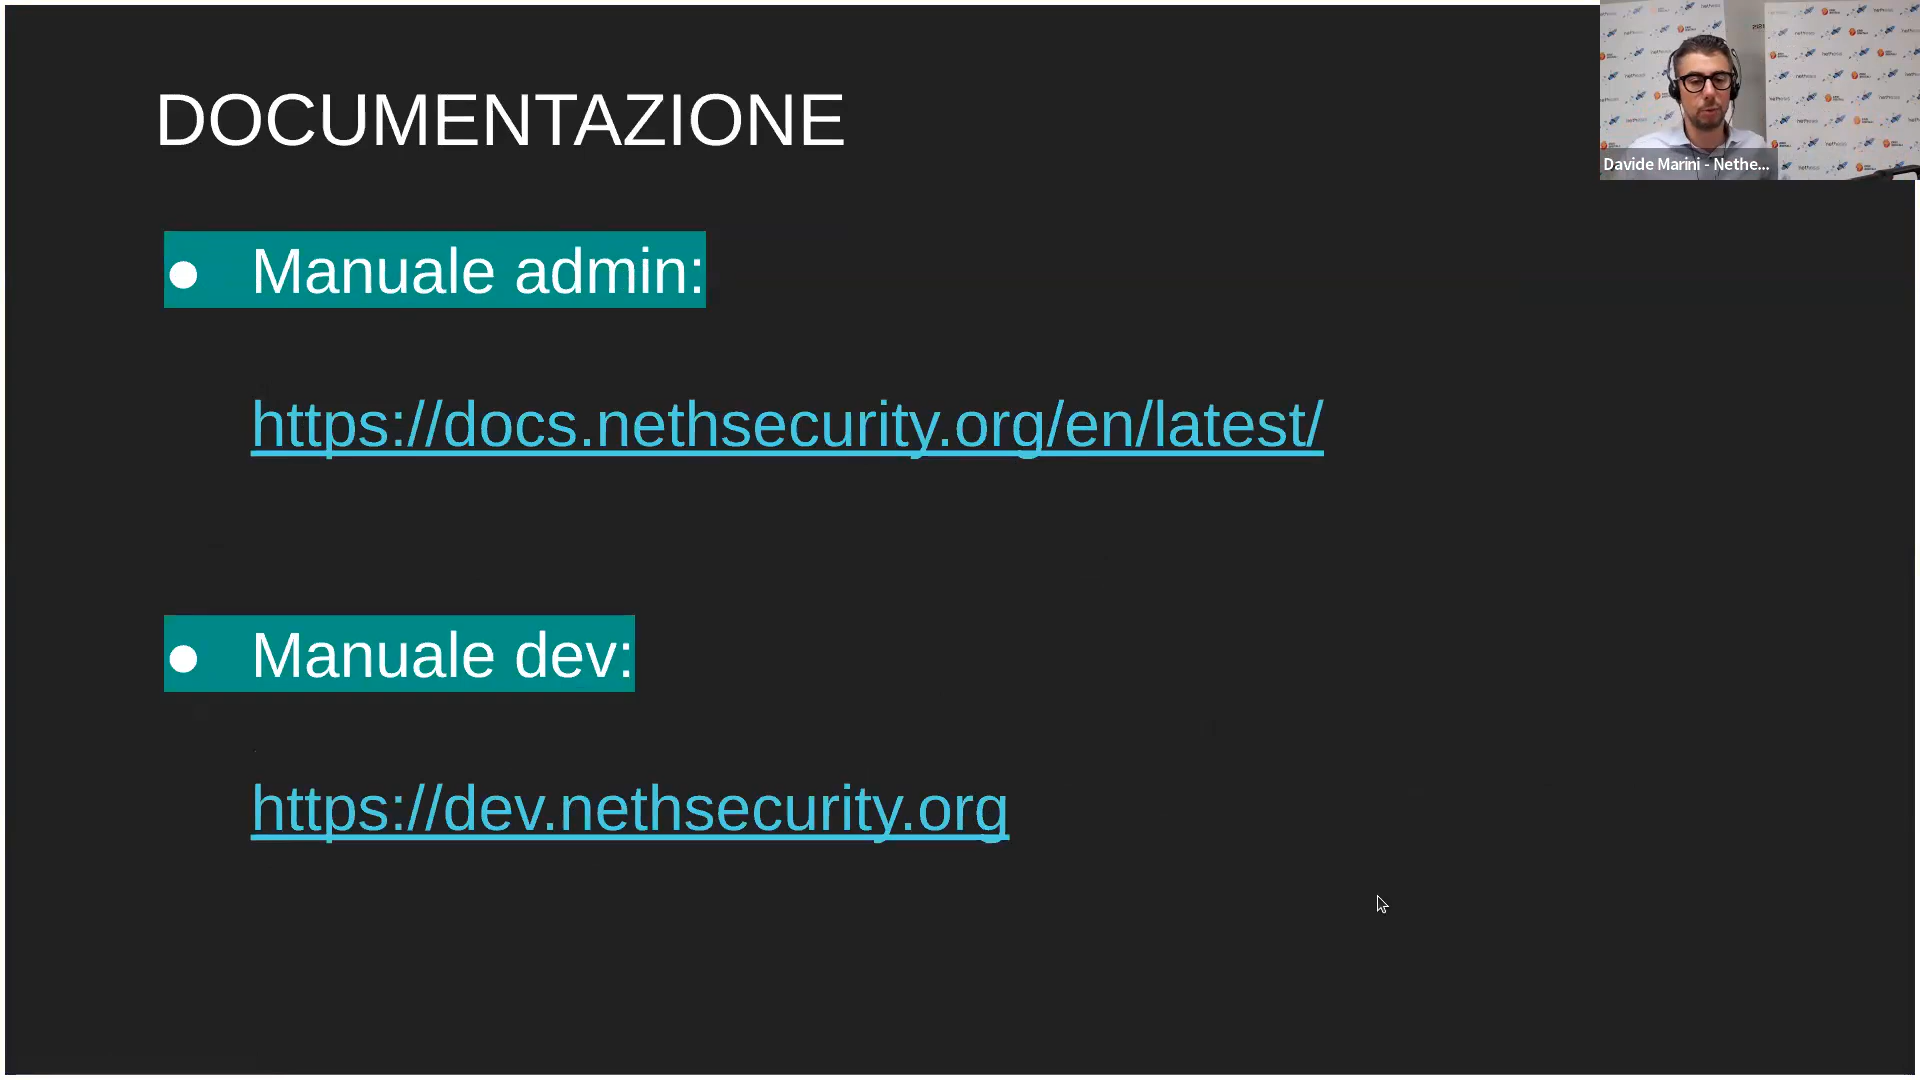 DOCUMENTAZIONE
● Manuale admin:
https://docs.nethsecurity.org/en/latest/
● Manuale dev:
https://dev.nethsecurity.org
Davide Marini - Nethe...